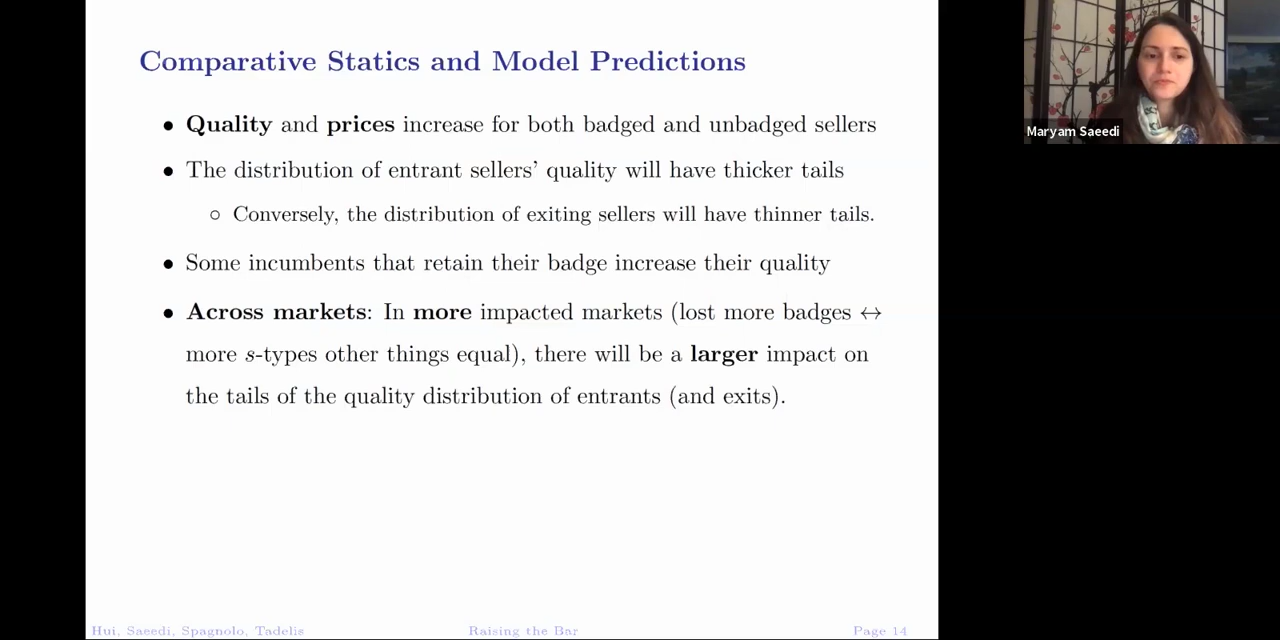 Comparative Statics and Model Predictions
• Quality and prices increase for both badged and unbadged sellers
• The distribution of entrant sellers' quality will have thicker tails
○ Conversely, the distribution of exiting sellers will have thinner tails.
• Some incumbents that retain their badge increase their quality
• Across markets: In more impacted markets (lost more badges ↔
more s-types other things equal), there will be a larger impact on
the tails of the quality distribution of entrants (and exits).
Hui, Saeedi, Spagnolo, Tadelis Raising the Bar Page 14
Maryam Saeedi